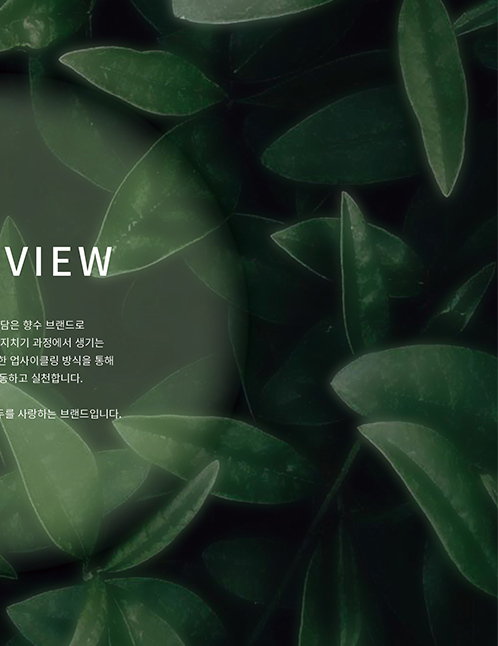 VIEW
담은 향수 브랜드로
지치기 과정에서 생기는
한 업사이클링 방식을 통해
동하고 실천합니다.
두를 사랑하는 브랜드입니다.